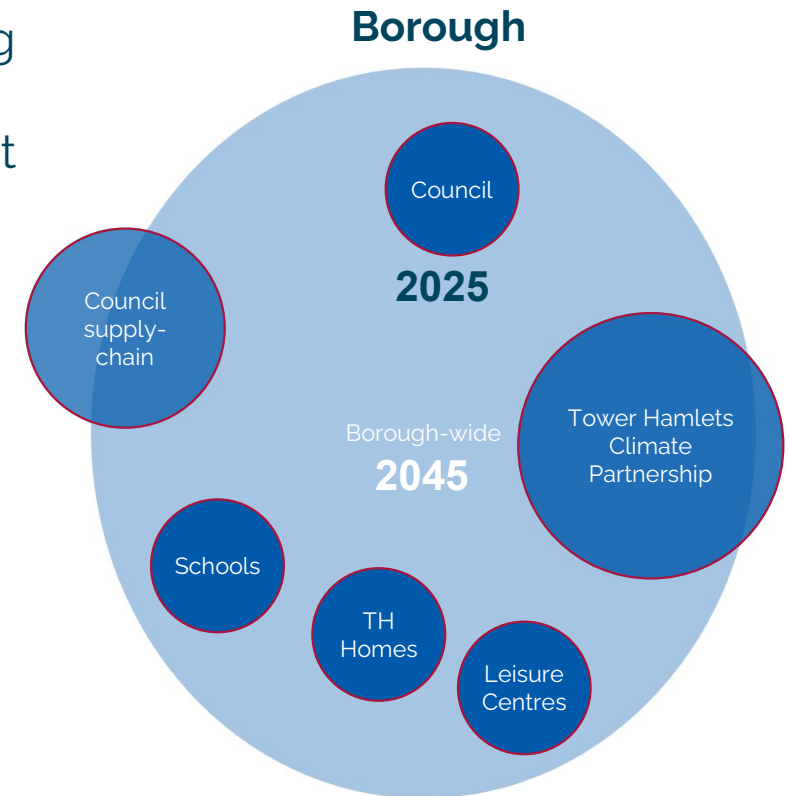 Borough
g
t
Council
2025
Council
supply-
chain
Tower Hamlets
Climate
Partnership
Borough-wide
2045
Schools
TH
Homes
Leisure
Centres